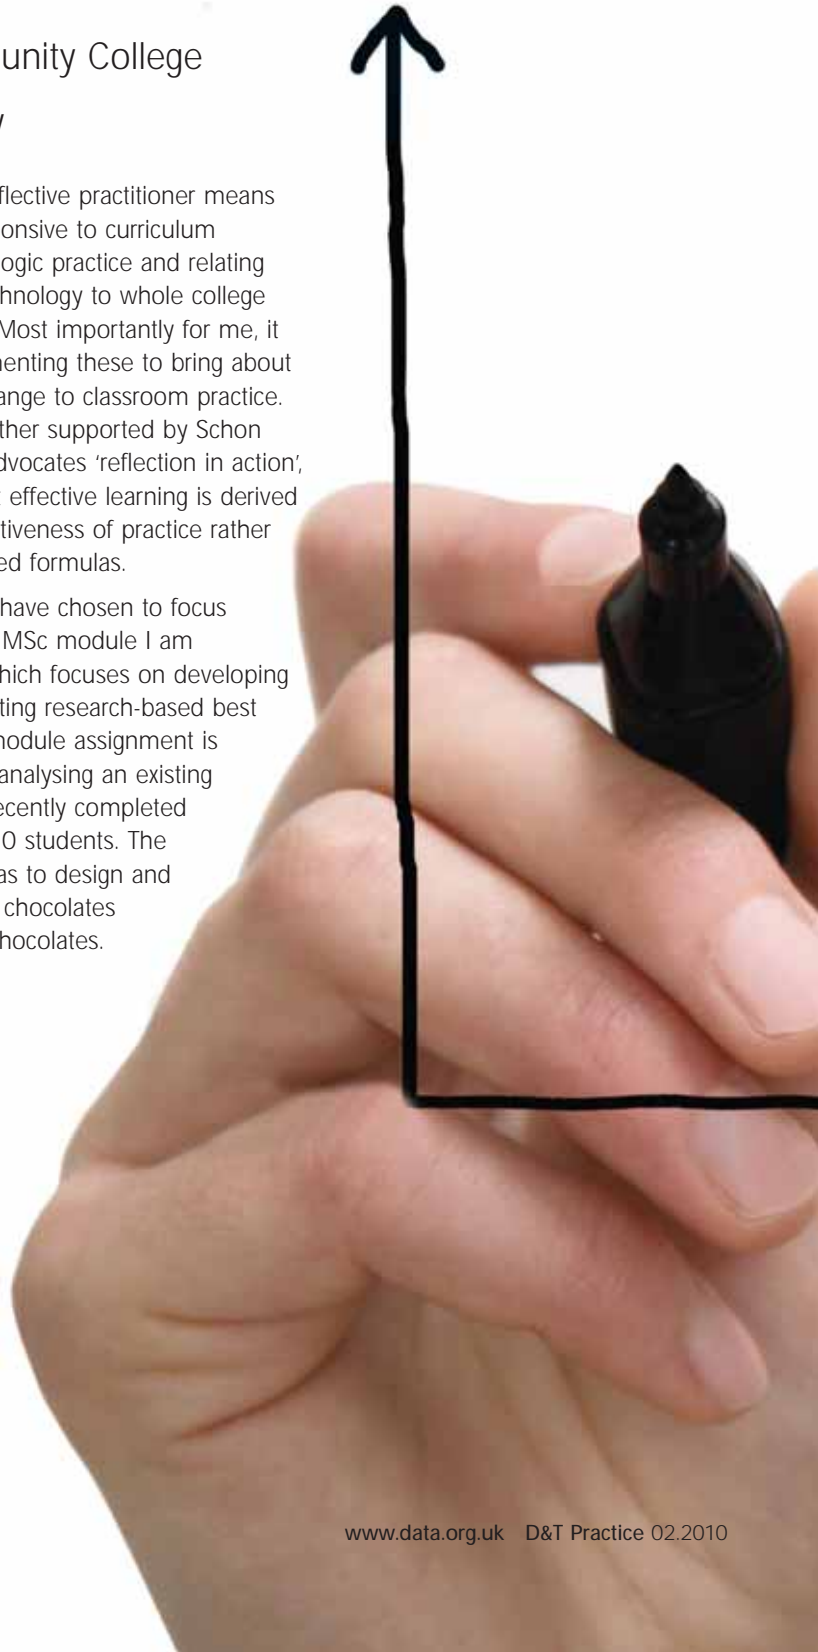 unity College
flective practitioner means
onsive to curriculum
ogic practice and relating
chnology to whole college
Most importantly for me, it
nenting these to bring about
ange to classroom practice.
ther supported by Schon
dvocates ‘reflection in action’,
t effective learning is derived
tiveness of practice rather
ed formulas.
have chosen to focus
MSc module I am
hich focuses on developing
ting research-based best
nodule assignment is
analysing an existing
ecently completed
0 students. The
as to design and
chocolates
hocolates.
www.data.org.uk D&T Practice 02.2010